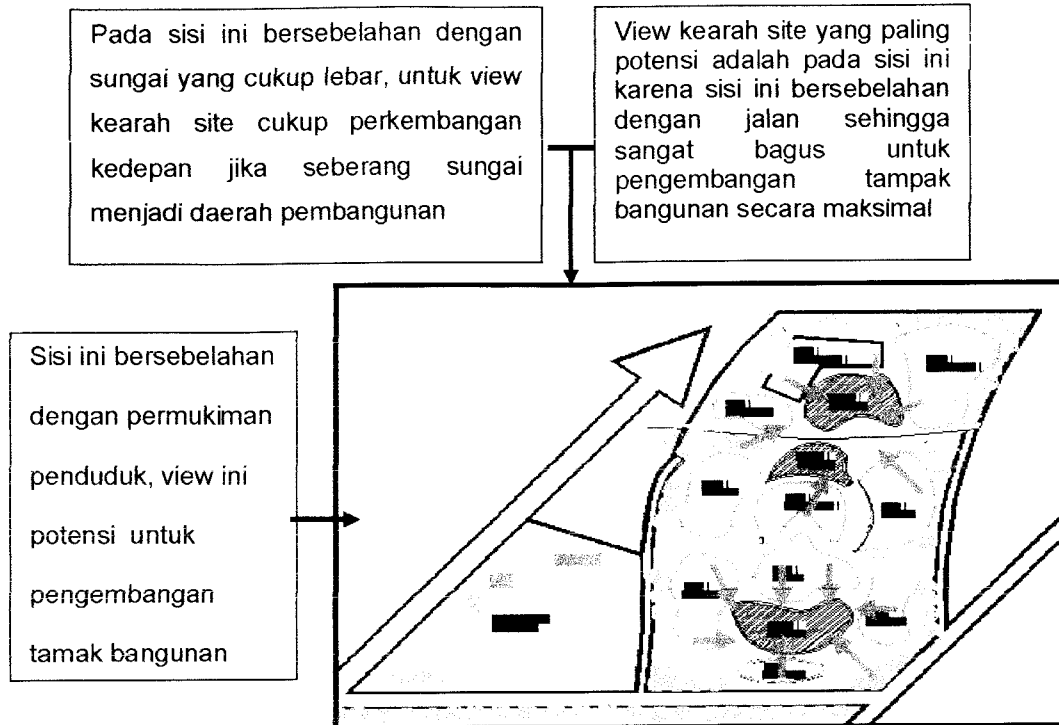 Pada sisi ini bersebelahan dengan
sungai yang cukup lebar, untuk view
kearah site cukup perkembangan
kedepan jika seberang sungai
menjadi daerah pembangunan
View kearah site yang paling
potensi adalah pada sisi ini
karena sisi ini bersebelahan
dengan jalan sehingga
sangat bagus untuk
pengembangan tampak
bangunan secara maksimal
Sisi ini bersebelahan
dengan permukiman
penduduk, view ini
potensi untuk
pengembangan
tamak bangunan